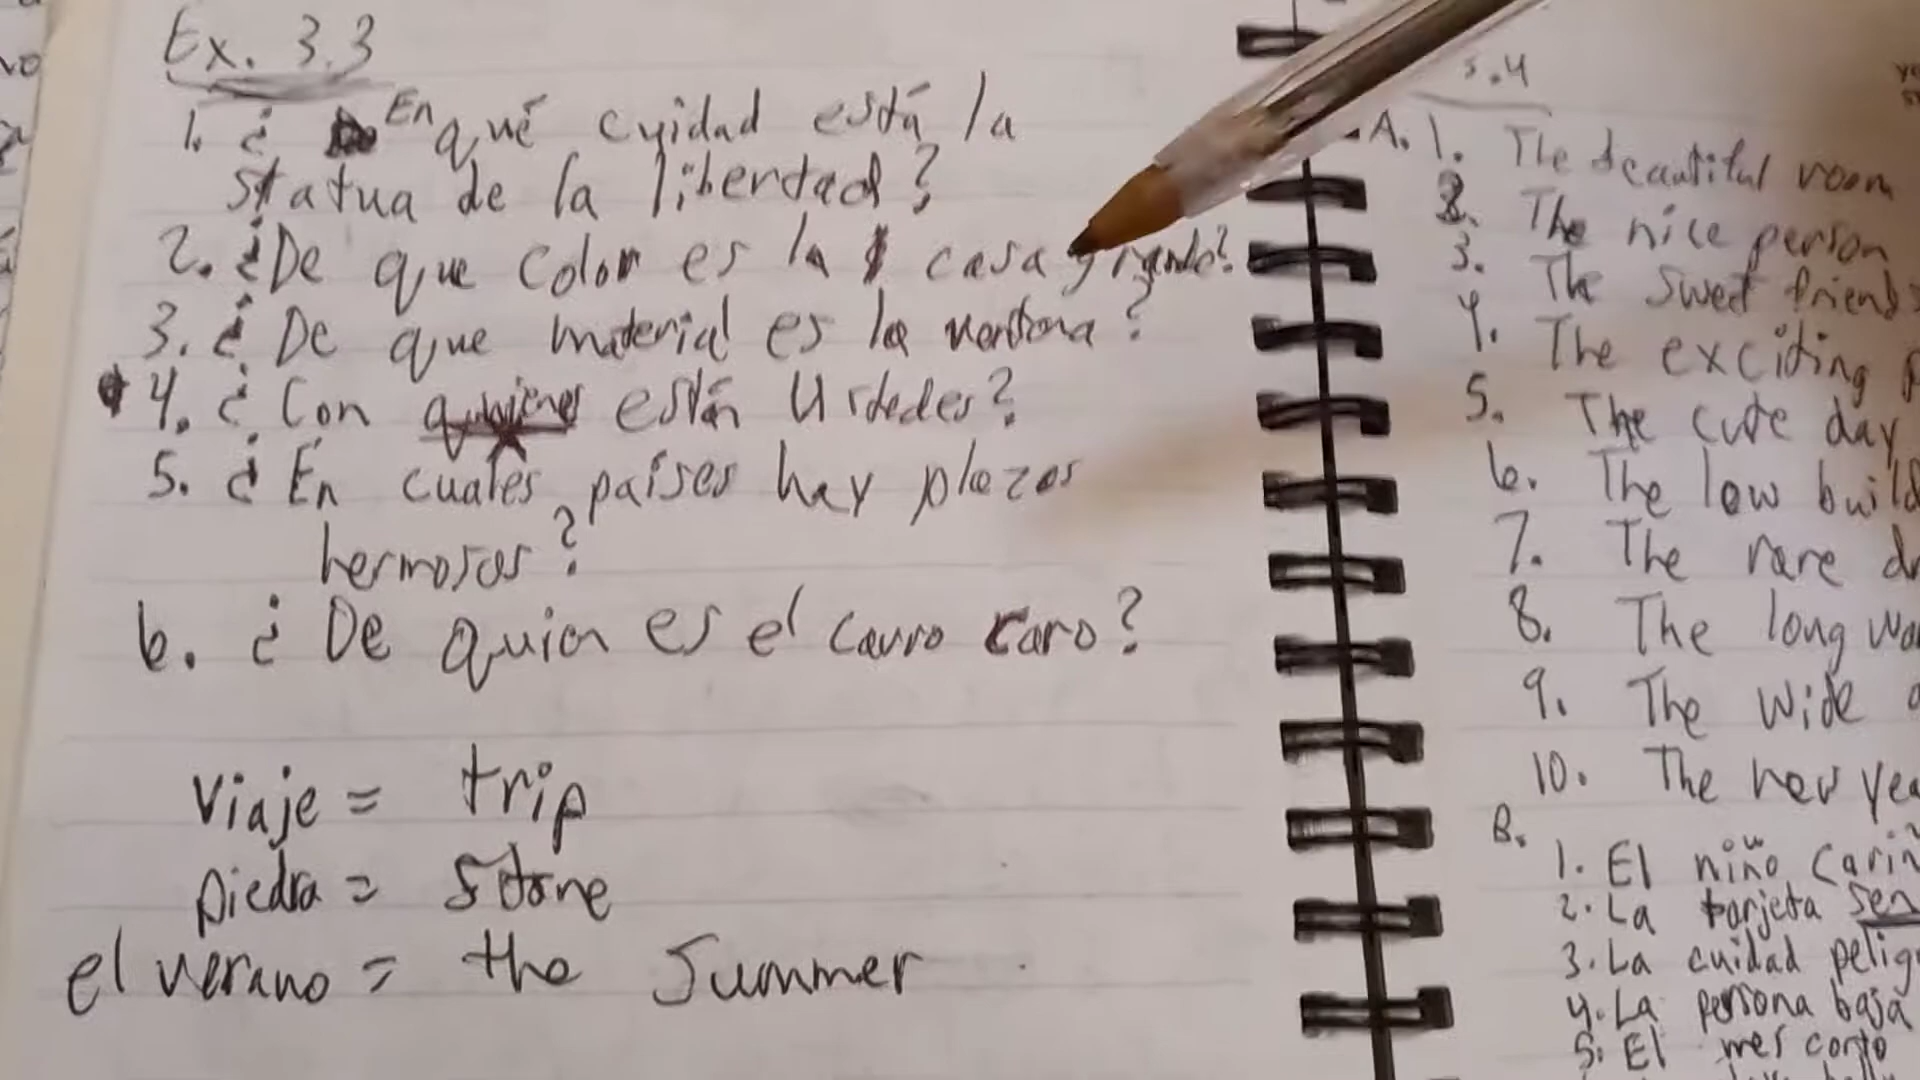 Ex. 3.3
1. ¿ En qué cuidad está la
statua de la libertad?
2. ¿De que color es la casa grande?
3. ¿De que material es la ventana?
4. ¿Con quienes están Ustedes?
5. ¿En cuales países hay plazas
hermosas?
6. ¿De quien es el carro caro?
viaje = trip
piedra = stone
el verano = the summer
A. 1. The beautiful room
2. The nice person
3. The sweet friends
4. The exciting
5. The cute day
6. The low
7. The rare
8. The long
9. The wide
10. The new
B.
1. El niño
2. La tarjeta
3. La cuidad
4. La persona baja
5. El mes corto